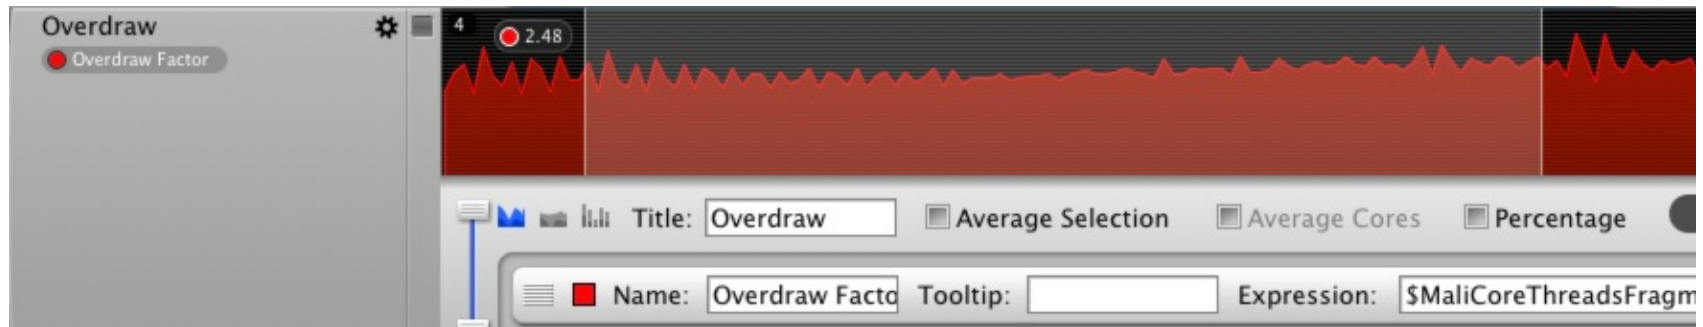 Overdraw
Overdraw Factor
4
2.48
Title: Overdraw Average Selection Average Cores Percentage
Name: Overdraw Facto Tooltip: Expression: $MaliCoreThreadsFragm